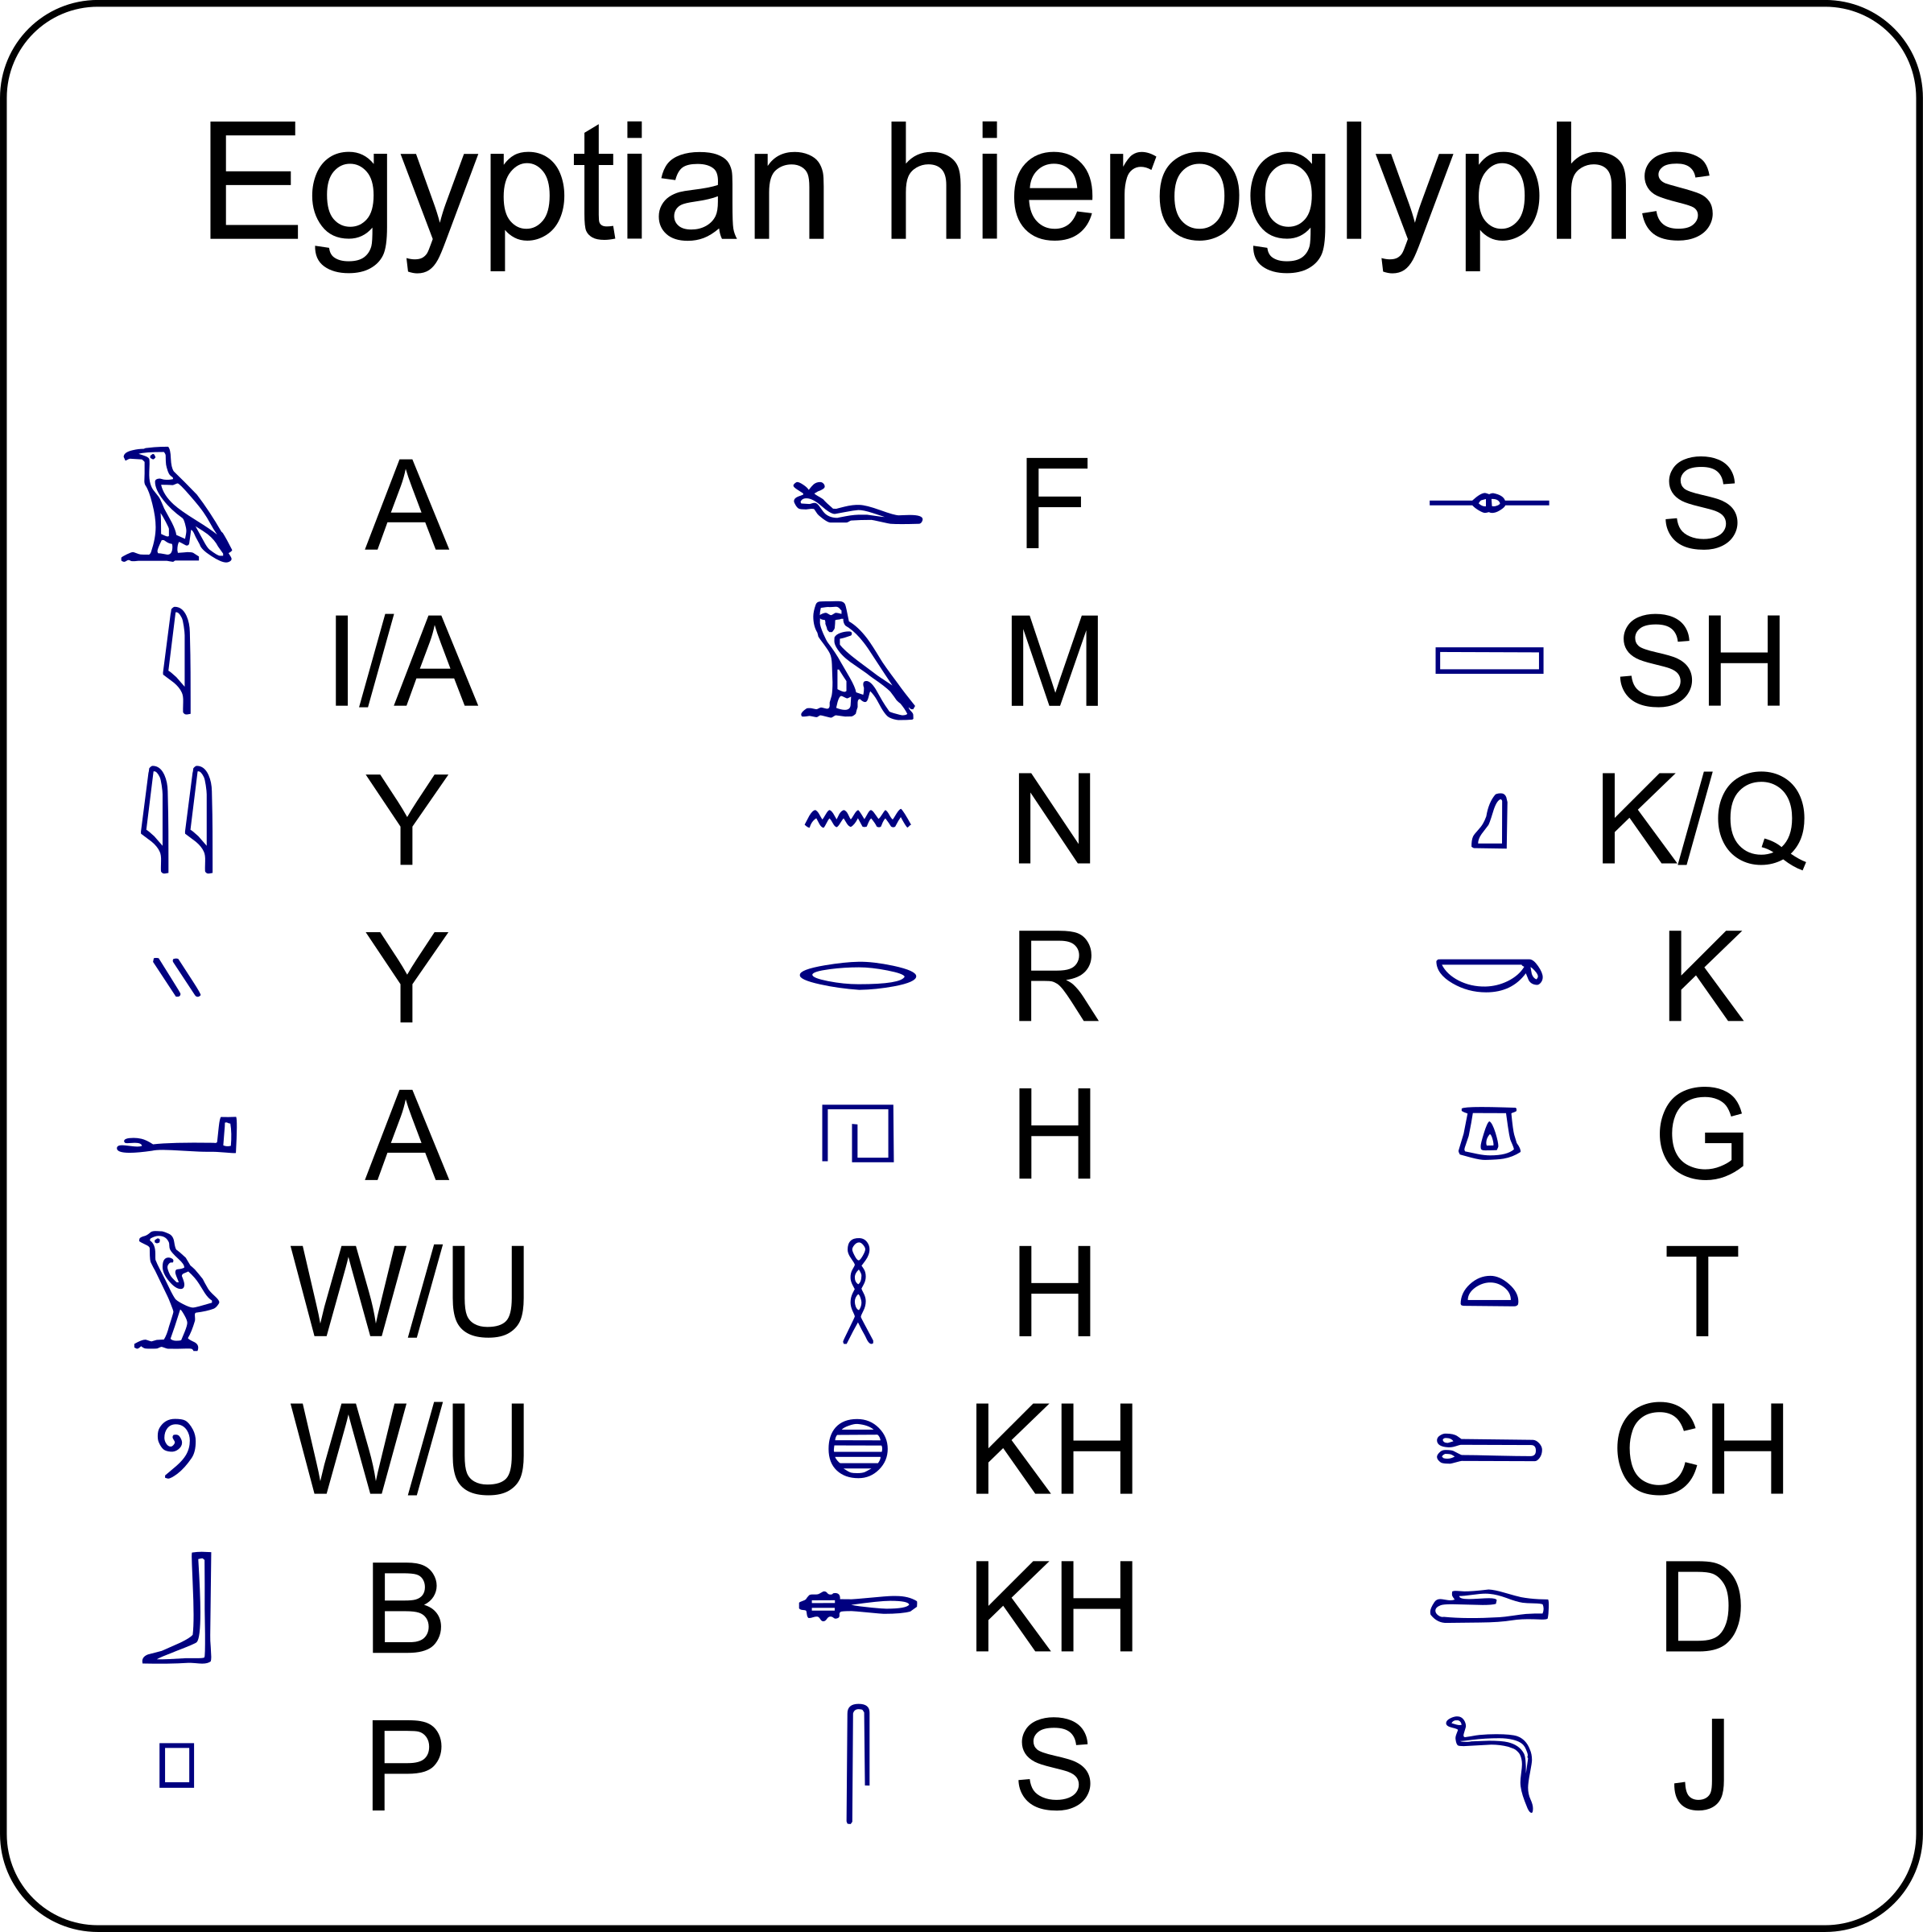 Egyptian hieroglyphs
𓄿 A 𓆑 F 𓊃 S
𓇋 I/A 𓅓 M 𓈙 SH
𓇌 Y 𓈖 N 𓈎 K/Q
𓏭 Y 𓂋 R 𓎡 K
𓂝 A 𓉔 H 𓎼 G
𓅱 W/U 𓎛 H 𓏏 T
𓏲 W/U 𓐍 KH 𓍿 CH
𓃀 B 𓄡 KH 𓂧 D
𓊪 P 𓋴 S 𓆓 J